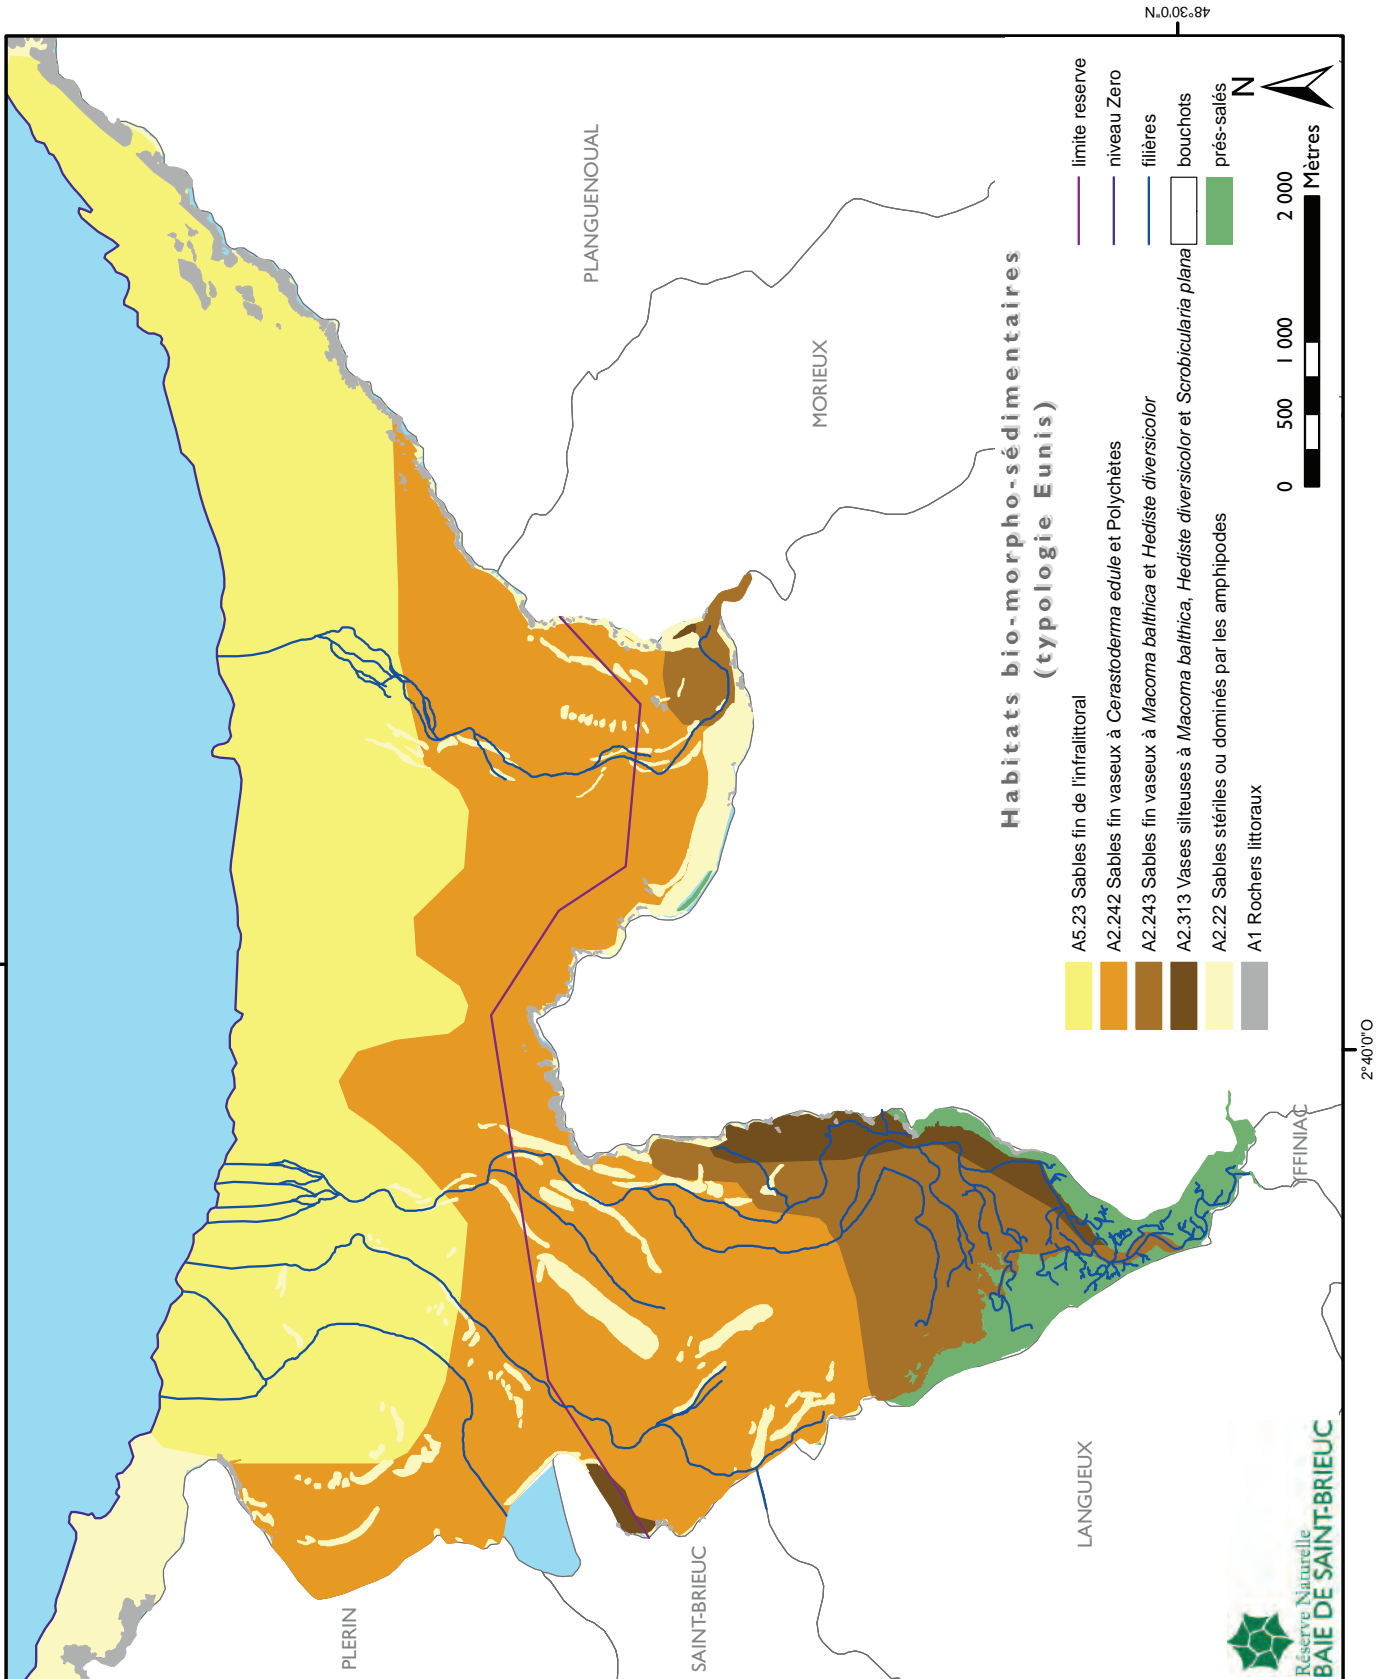 48°30'0"N
PLANGUENOUAL
MORIEUX
PLERIN
SAINT-BRIEUC
LANGUEUX
YFFINIAC
2°40'0"O
Habitats bio-morpho-sédimentaires
(typologie Eunis)
A5.23 Sables fin de l'infralittoral
A2.242 Sables fin vaseux à Cerastoderma edule et Polychètes
A2.243 Sables fin vaseux à Macoma balthica et Hediste diversicolor
A2.313 Vases silteuses à Macoma balthica, Hediste diversicolor et Scrobicularia plana
A2.22 Sables stériles ou dominés par les amphipodes
A1 Rochers littoraux
limite reserve
niveau Zero
filières
bouchots
prés-salés
N
0 500 1 000 2 000
Mètres
Réserve Naturelle
BAIE DE SAINT-BRIEUC